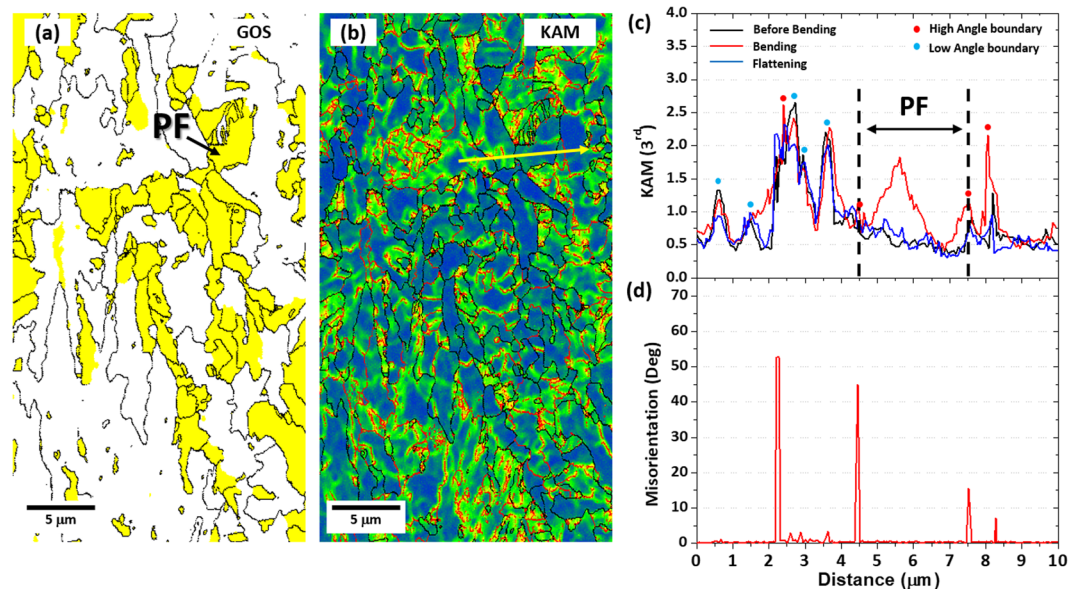 (a)
GOS
PF
5 μm
(b)
KAM
5 μm
(c)
4.0
3.5
3.0
2.5
2.0
1.5
1.0
0.5
0.0
KAM (3rd)
Before Bending
Bending
Flattening
High Angle boundary
Low Angle boundary
PF
(d)
70
60
50
40
30
20
10
0
Misorientation (Deg)
0 1 2 3 4 5 6 7 8 9 10
Distance (μm)